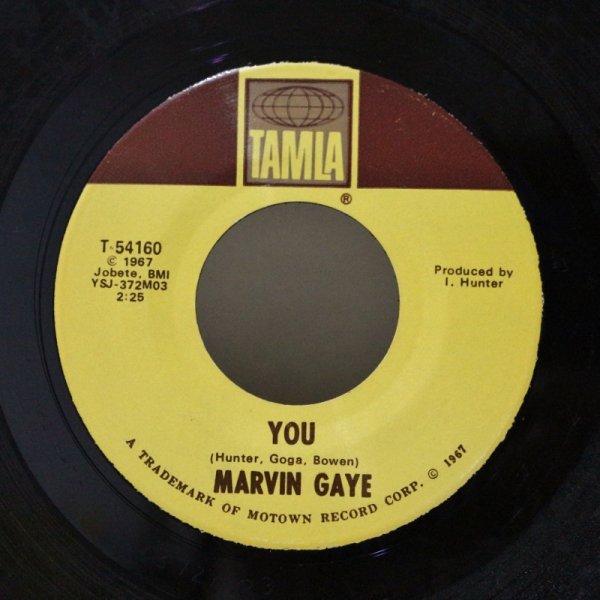 TAMLA
®
T-54160
© 1967
Jobete, BMI
YSJ-372M03
2:25
Produced by
I. Hunter
YOU
(Hunter, Goga, Bowen)
MARVIN GAYE
A TRADEMARK OF MOTOWN RECORD CORP. © 1967